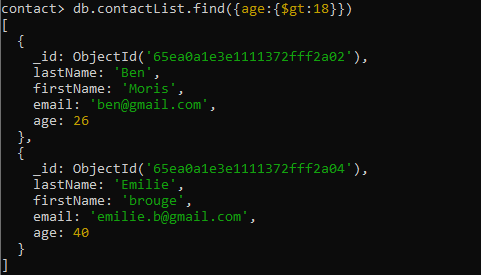 contact> db.contactList.find({age:{$gt:18}})
[
  {
    _id: ObjectId('65ea0a1e3e1111372fff2a02'),
    lastName: 'Ben',
    firstName: 'Moris',
    email: 'ben@gmail.com',
    age: 26
  },
  {
    _id: ObjectId('65ea0a1e3e1111372fff2a04'),
    lastName: 'Emilie',
    firstName: 'brouge',
    email: 'emilie.b@gmail.com',
    age: 40
  }
]